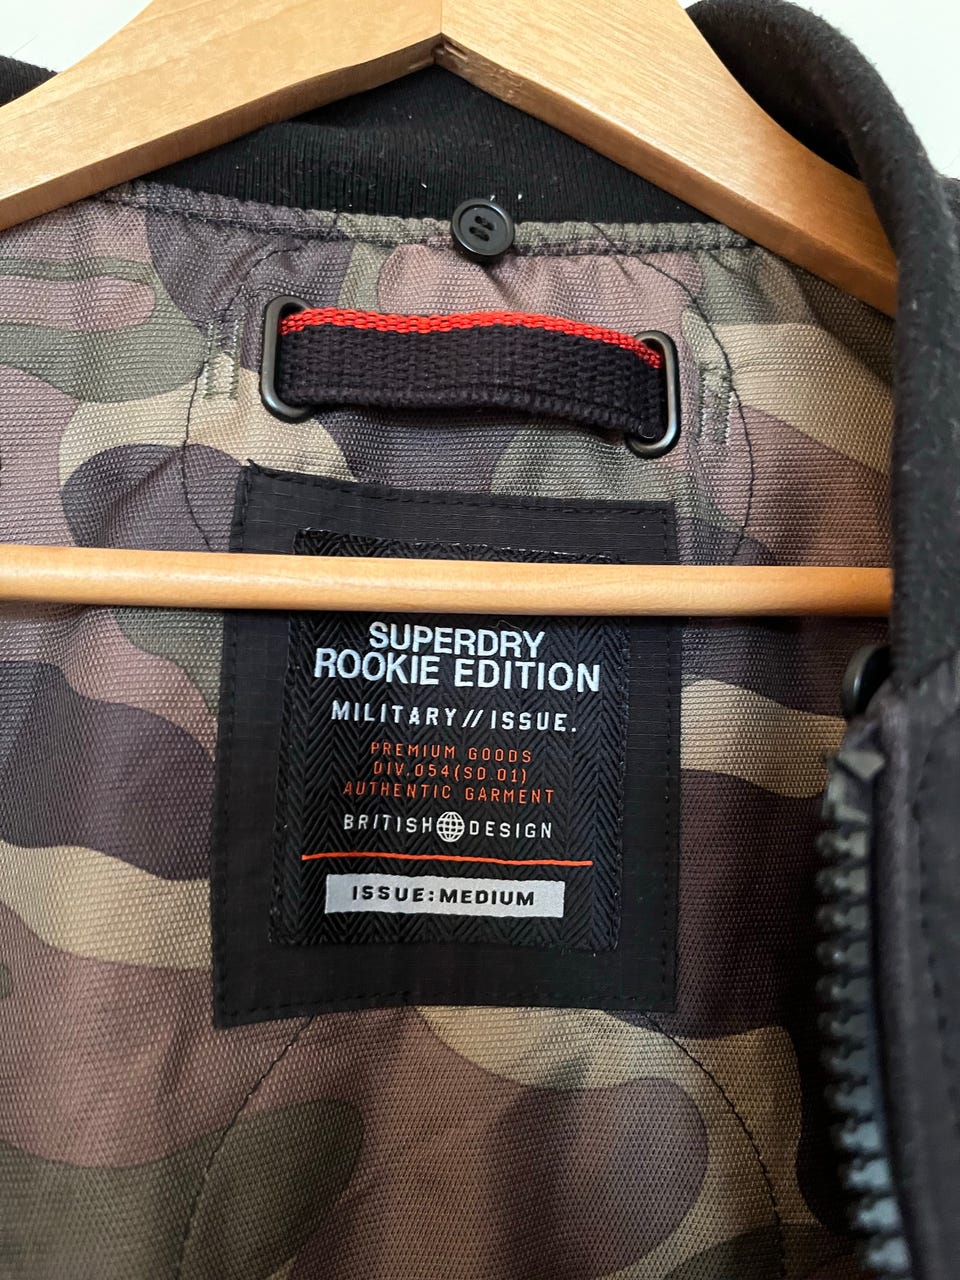 SUPERDRY
ROOKIE EDITION
MILITARY//ISSUE.
PREMIUM GOODS
DIV.054(SD.01)
AUTHENTIC GARMENT
BRITISH DESIGN
ISSUE:MEDIUM